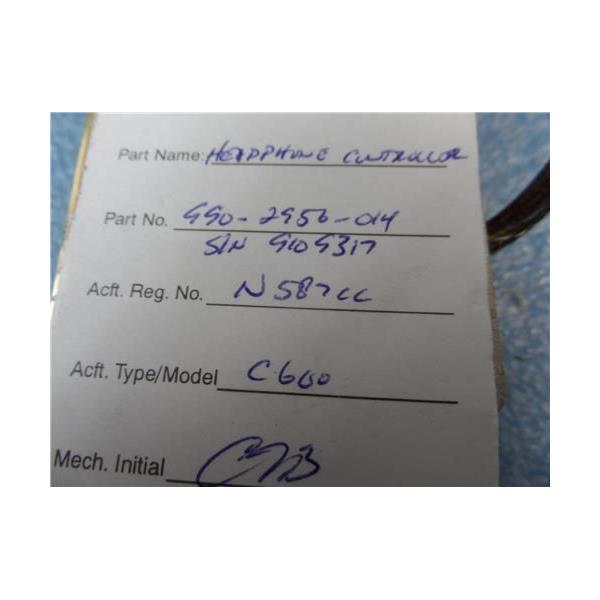 Part Name: HEADPHONE CONTROLLER
Part No. 990-2956-014
S/N 9109317
Acft. Reg. No. N587CC
Acft. Type/Model C600
Mech. Initial